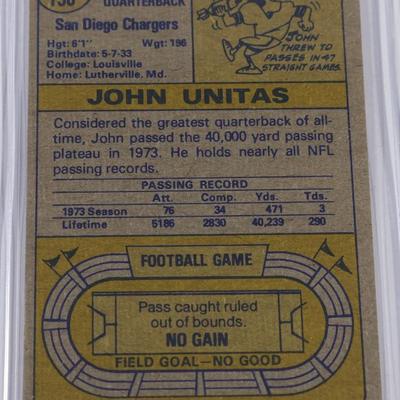 QUARTERBACK
San Diego Chargers
Hgt: 6'1" Wgt: 196
Birthdate: 5-7-33
College: Louisville
Home: Lutherville, Md.
JOHN
THREW TD
PASSES IN 47
STRAIGHT GAMES.
JOHN UNITAS
Considered the greatest quarterback of all-
time, John passed the 40,000 yard passing
plateau in 1973. He holds nearly all NFL
passing records.
PASSING RECORD
Att. Com. Yds. Tds.
1973 Season 76 34 471 3
Lifetime 5186 2830 40,239 290
FOOTBALL GAME
Pass caught ruled
out of bounds.
NO GAIN
FIELD GOAL—NO GOOD